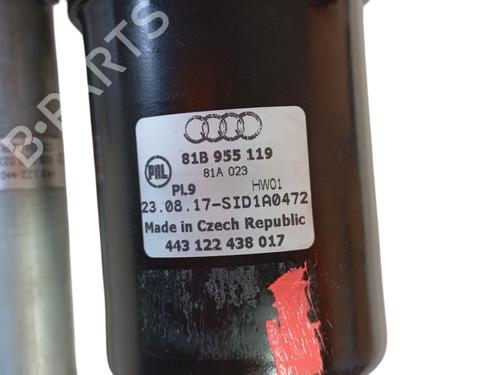 B-PARTS
PAL
81B 955 119
81A 023
PL9 HW01
23.08.17-SID1A0472
Made in Czech Republic
443 122 438 017